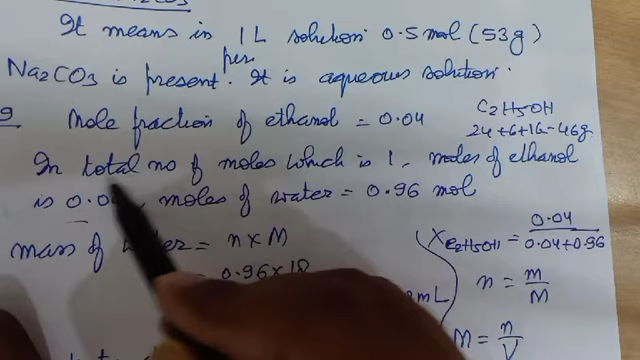 It means in 1 L solution 0.5 mol (53g)
per
Na2CO3 is present. It is aqueous solution.
9 Mole fraction of ethanol = 0.04
C2H5OH
24+6+16=46g
In total no of moles which is 1, moles of ethanol
is 0.04, moles of water = 0.96 mol
mass of water = n×M
= 0.96×18
mL
XC2H5OH = 0.04 / 0.04+0.96
n = m/M
M = n/V